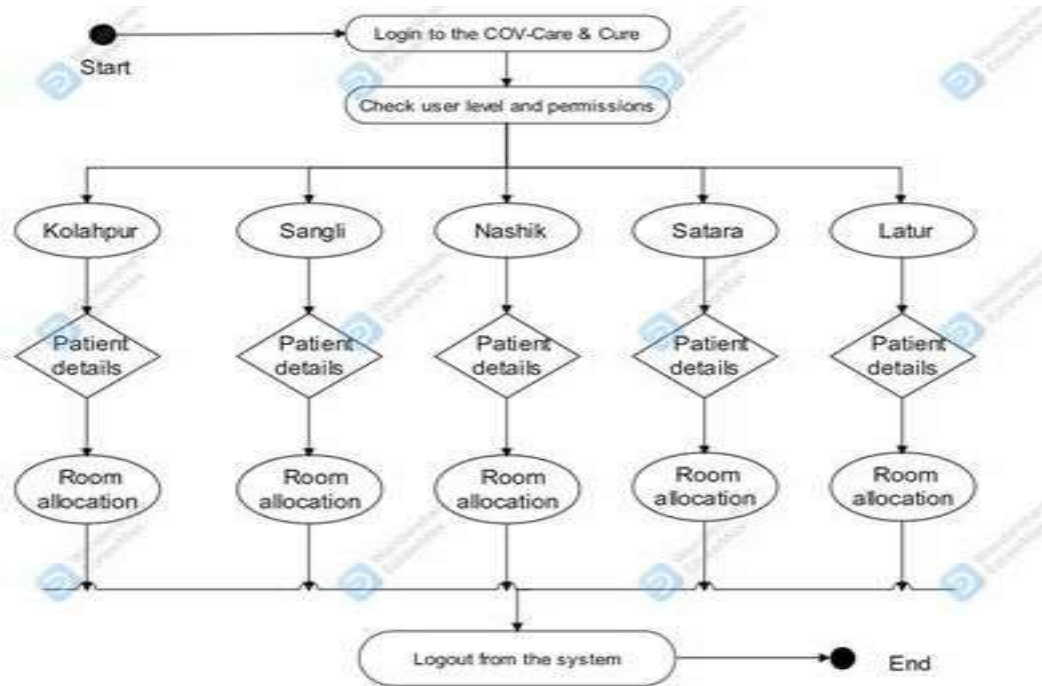 Login to the COV-Care & Cure
Start
Check user level and permissions
Kolahpur
Sangli
Nashik
Satara
Latur
Patient
details
Patient
details
Patient
details
Patient
details
Patient
details
Room
allocation
Room
allocation
Room
allocation
Room
allocation
Room
allocation
Logout from the system
End